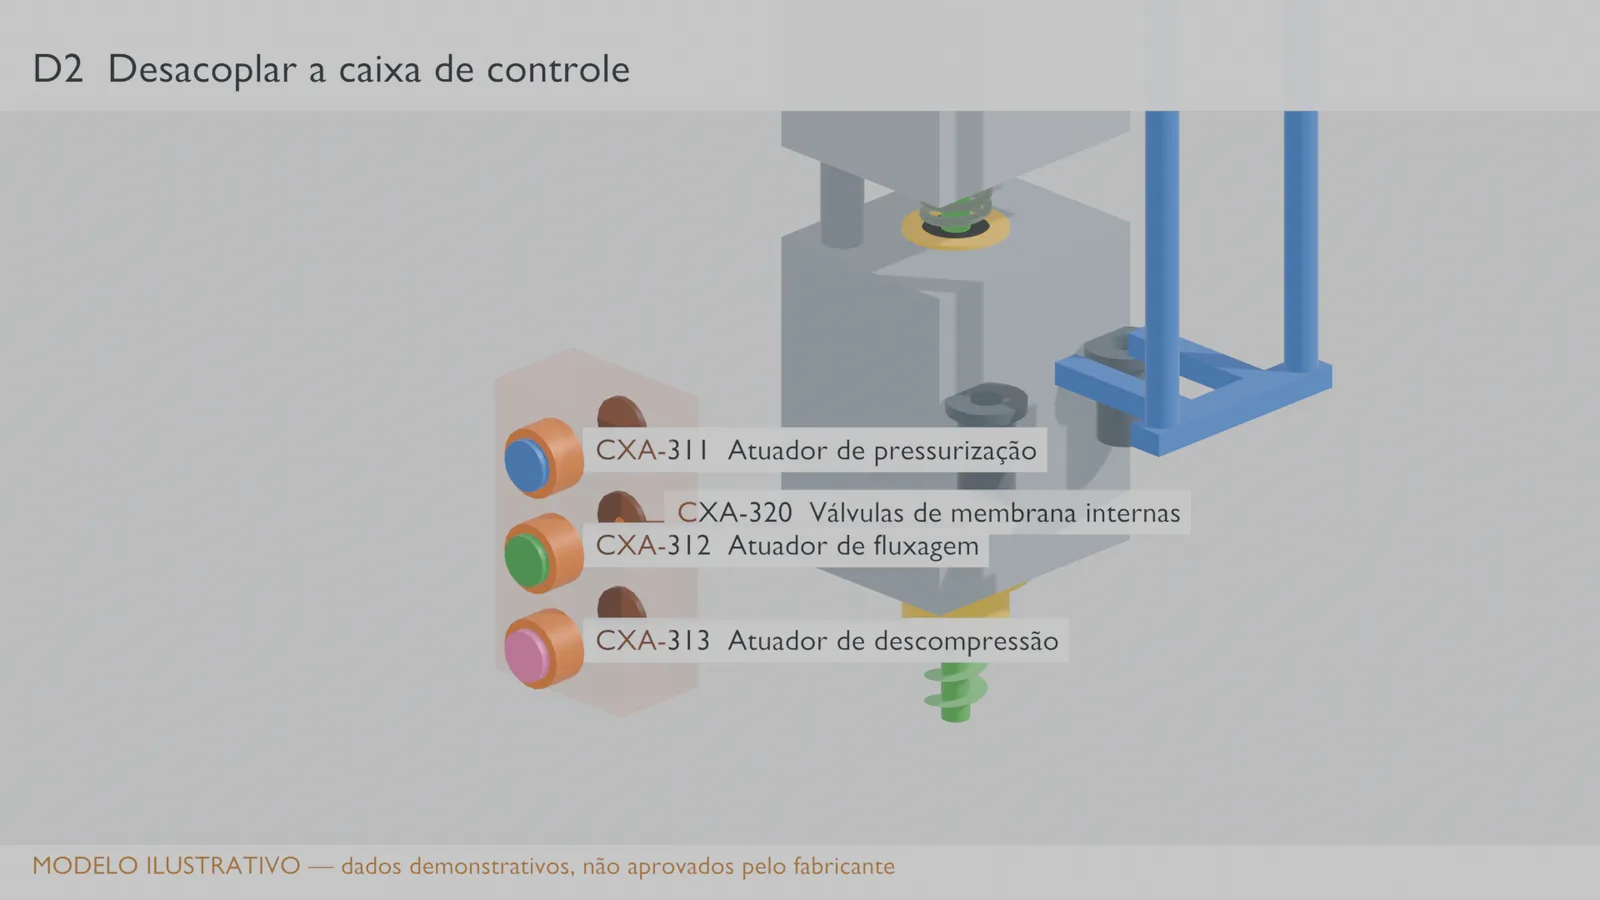 D2 Desacoplar a caixa de controle
CXA-311 Atuador de pressurização
CXA-320 Válvulas de membrana internas
CXA-312 Atuador de fluxagem
CXA-313 Atuador de descompressão
MODELO ILUSTRATIVO — dados demonstrativos, não aprovados pelo fabricante